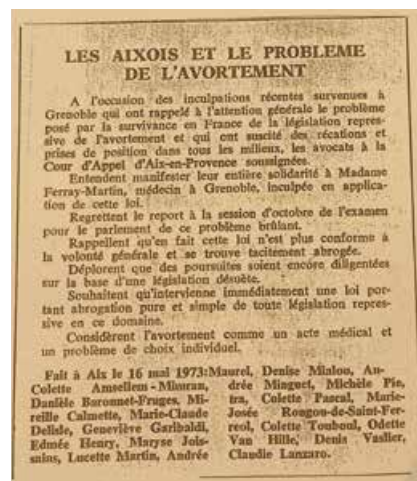 LES AIXOIS ET LE PROBLEME
DE L'AVORTEMENT
A l'occasion des inculpations récentes survenues à
Grenoble qui ont rappelé à l'attention générale le problème
posé par la survivance en France de la législation repres-
sive de l'avortement et qui ont suscité des récations et
prises de position dans tous les milieux, les avocats à la
Cour d'Appel d'Aix-en-Provence soussignées.
Entendent manifester leur entière solidarité à Madame
Ferray-Martin, médecin à Grenoble, inculpée en applica-
tion de cette loi.
Regrettent le report à la session d'octobre de l'examen
pour le parlement de ce problème brûlant.
Rappellent qu'en fait cette loi n'est plus conforme à
la volonté générale et se trouve tacitement abrogée.
Déplorent que des poursuites soient encore diligentées
sur la base d'une législation désuète.
Souhaitent qu'intervienne immédiatement une loi por-
tant abrogation pure et simple de toute législation repres-
sive en ce domaine.
Considèrent l'avortement comme un acte médical et
un problème de choix individuel.
Fait à Aix le 16 mai 1973:
Colette Amsellem-Mimran,
Danièle Baronnet-Fruges, Mi-
reille Calmette, Marie-Claude
Delisle, Geneviève Garibaldi,
Edmée Henry, Maryse Jois-
sains, Lucette Martin, Andrée
Maurel, Denise Mialou, An-
drée Minguet, Michèle Pie-
tra, Colette Pascal, Marie-
Josée Rougou-de-Saint-Fer-
reol, Colette Touboul, Odette
Van Hille, Denis Vaslier,
Claudie Lanzaro.